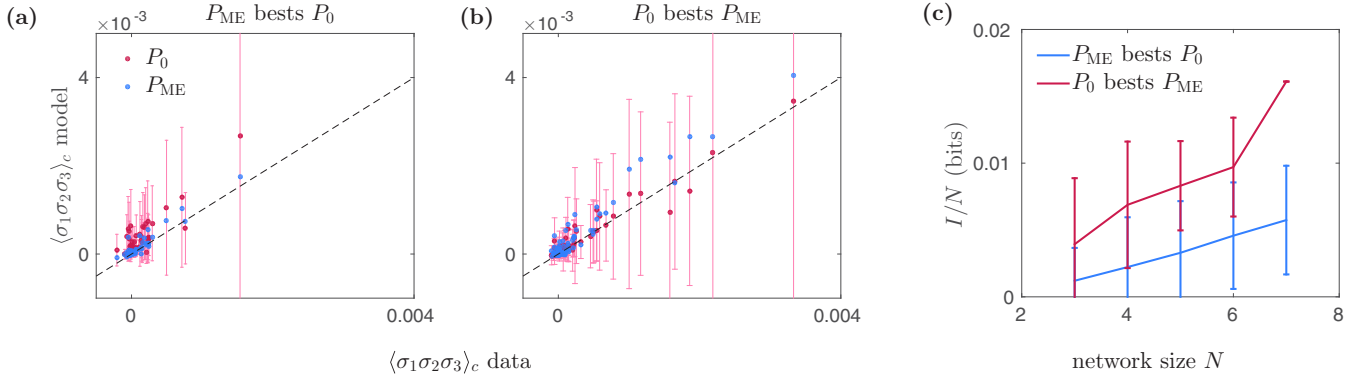 (a)
×10⁻³
P_ME bests P_0
4
0
P_0
P_ME
⟨σ₁σ₂σ₃⟩_c model
0
0.004
(b)
×10⁻³
P_0 bests P_ME
4
0
0
0.004
⟨σ₁σ₂σ₃⟩_c data
(c)
0.02
0.01
0
I/N (bits)
P_ME bests P_0
P_0 bests P_ME
2
4
6
8
network size N